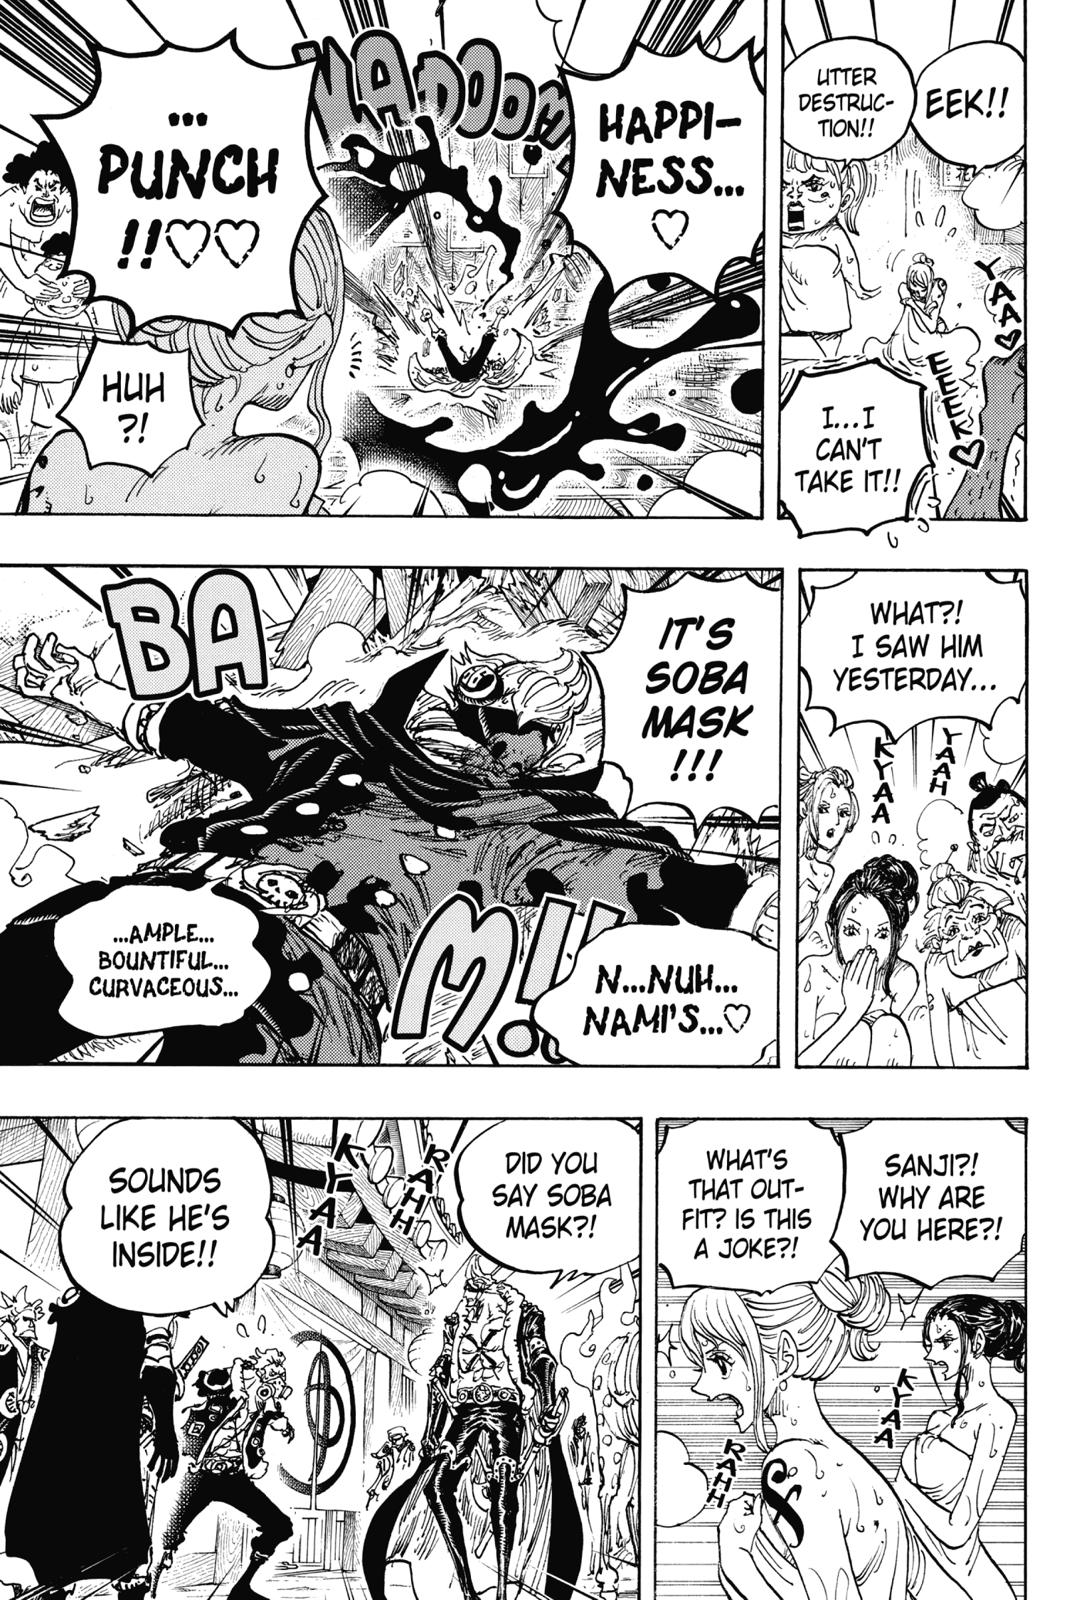 EEK!!
UTTER
DESTRUC-
TION!!
YAA♡
EEEEK♡
I...I
CAN'T
TAKE IT!!
HAPPI-
NESS...
♡
KADOOM
...
PUNCH
!!♡♡
HUH
?!
WHAT?!
I SAW HIM
YESTERDAY...
YAAH
KYAA
IT'S
SOBA
MASK
!!!
BA
M!!
N...NUH...
NAMI'S...♡
...AMPLE...
BOUNTIFUL...
CURVACEOUS...
SANJI?!
WHY ARE
YOU HERE?!
WHAT'S
THAT OUT-
FIT? IS THIS
A JOKE?!
KYAA
RAHH
DID YOU
SAY SOBA
MASK?!
RAHH
KYAA
SOUNDS
LIKE HE'S
INSIDE!!